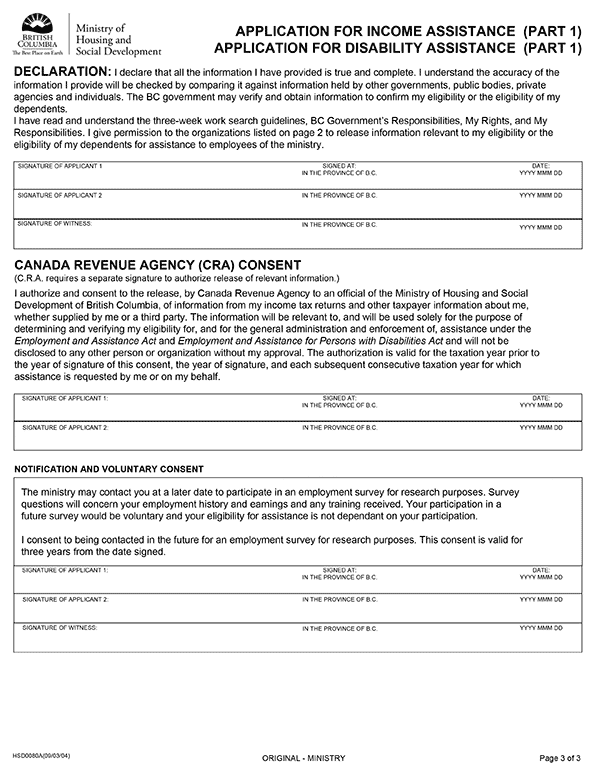 BRITISH
COLUMBIA
The Best Place on Earth
Ministry of
Housing and
Social Development
APPLICATION FOR INCOME ASSISTANCE (PART 1)
APPLICATION FOR DISABILITY ASSISTANCE (PART 1)
DECLARATION: I declare that all the information I have provided is true and complete. I understand the accuracy of the
information I provide will be checked by comparing it against information held by other governments, public bodies, private
agencies and individuals. The BC government may verify and obtain information to confirm my eligibility or the eligibility of my
dependents.
I have read and understand the three-week work search guidelines, BC Government's Responsibilities, My Rights, and My
Responsibilities. I give permission to the organizations listed on page 2 to release information relevant to my eligibility or the
eligibility of my dependents for assistance to employees of the ministry.
SIGNATURE OF APPLICANT 1 SIGNED AT: DATE:
IN THE PROVINCE OF B.C. YYYY MMM DD
SIGNATURE OF APPLICANT 2 IN THE PROVINCE OF B.C. YYYY MMM DD
SIGNATURE OF WITNESS: IN THE PROVINCE OF B.C. YYYY MMM DD
CANADA REVENUE AGENCY (CRA) CONSENT
(C.R.A. requires a separate signature to authorize release of relevant information.)
I authorize and consent to the release, by Canada Revenue Agency to an official of the Ministry of Housing and Social
Development of British Columbia, of information from my income tax returns and other taxpayer information about me,
whether supplied by me or a third party. The information will be relevant to, and will be used solely for the purpose of
determining and verifying my eligibility for, and for the general administration and enforcement of, assistance under the
Employment and Assistance Act and Employment and Assistance for Persons with Disabilities Act and will not be
disclosed to any other person or organization without my approval. The authorization is valid for the taxation year prior to
the year of signature of this consent, the year of signature, and each subsequent consecutive taxation year for which
assistance is requested by me or on my behalf.
SIGNATURE OF APPLICANT 1: SIGNED AT: DATE:
IN THE PROVINCE OF B.C. YYYY MMM DD
SIGNATURE OF APPLICANT 2: IN THE PROVINCE OF B.C. YYYY MMM DD
NOTIFICATION AND VOLUNTARY CONSENT
The ministry may contact you at a later date to participate in an employment survey for research purposes. Survey
questions will concern your employment history and earnings and any training received. Your participation in a
future survey would be voluntary and your eligibility for assistance is not dependant on your participation.
I consent to being contacted in the future for an employment survey for research purposes. This consent is valid for
three years from the date signed.
SIGNATURE OF APPLICANT 1: SIGNED AT: DATE:
IN THE PROVINCE OF B.C. YYYY MMM DD
SIGNATURE OF APPLICANT 2: IN THE PROVINCE OF B.C. YYYY MMM DD
SIGNATURE OF WITNESS: IN THE PROVINCE OF B.C. YYYY MMM DD
HSD0080A(09/03/04) ORIGINAL - MINISTRY Page 3 of 3